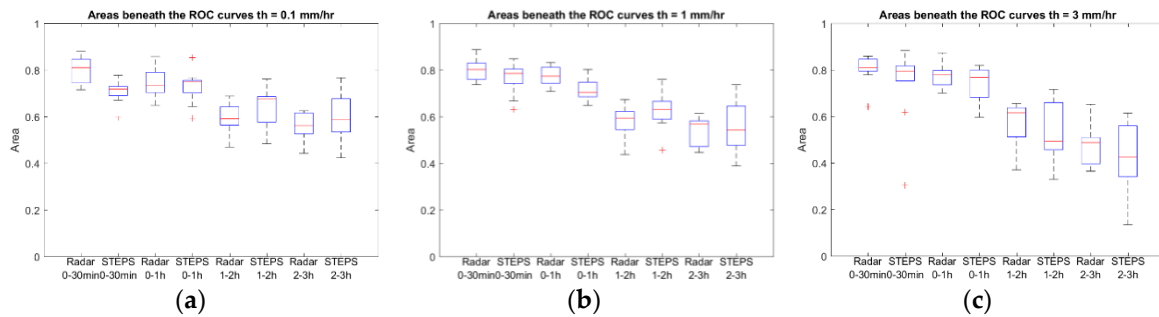 Areas beneath the ROC curves th = 0.1 mm/hr
1
0.8
0.6
0.4
0.2
0
Area
Radar STEPS Radar STEPS Radar STEPS Radar STEPS
0-30min 0-30min 0-1h 0-1h 1-2h 1-2h 2-3h 2-3h
(a)
Areas beneath the ROC curves th = 1 mm/hr
1
0.8
0.6
0.4
0.2
0
Area
Radar STEPS Radar STEPS Radar STEPS Radar STEPS
0-30min 0-30min 0-1h 0-1h 1-2h 1-2h 2-3h 2-3h
(b)
Areas beneath the ROC curves th = 3 mm/hr
1
0.8
0.6
0.4
0.2
0
Area
Radar STEPS Radar STEPS Radar STEPS Radar STEPS
0-30min 0-30min 0-1h 0-1h 1-2h 1-2h 2-3h 2-3h
(c)